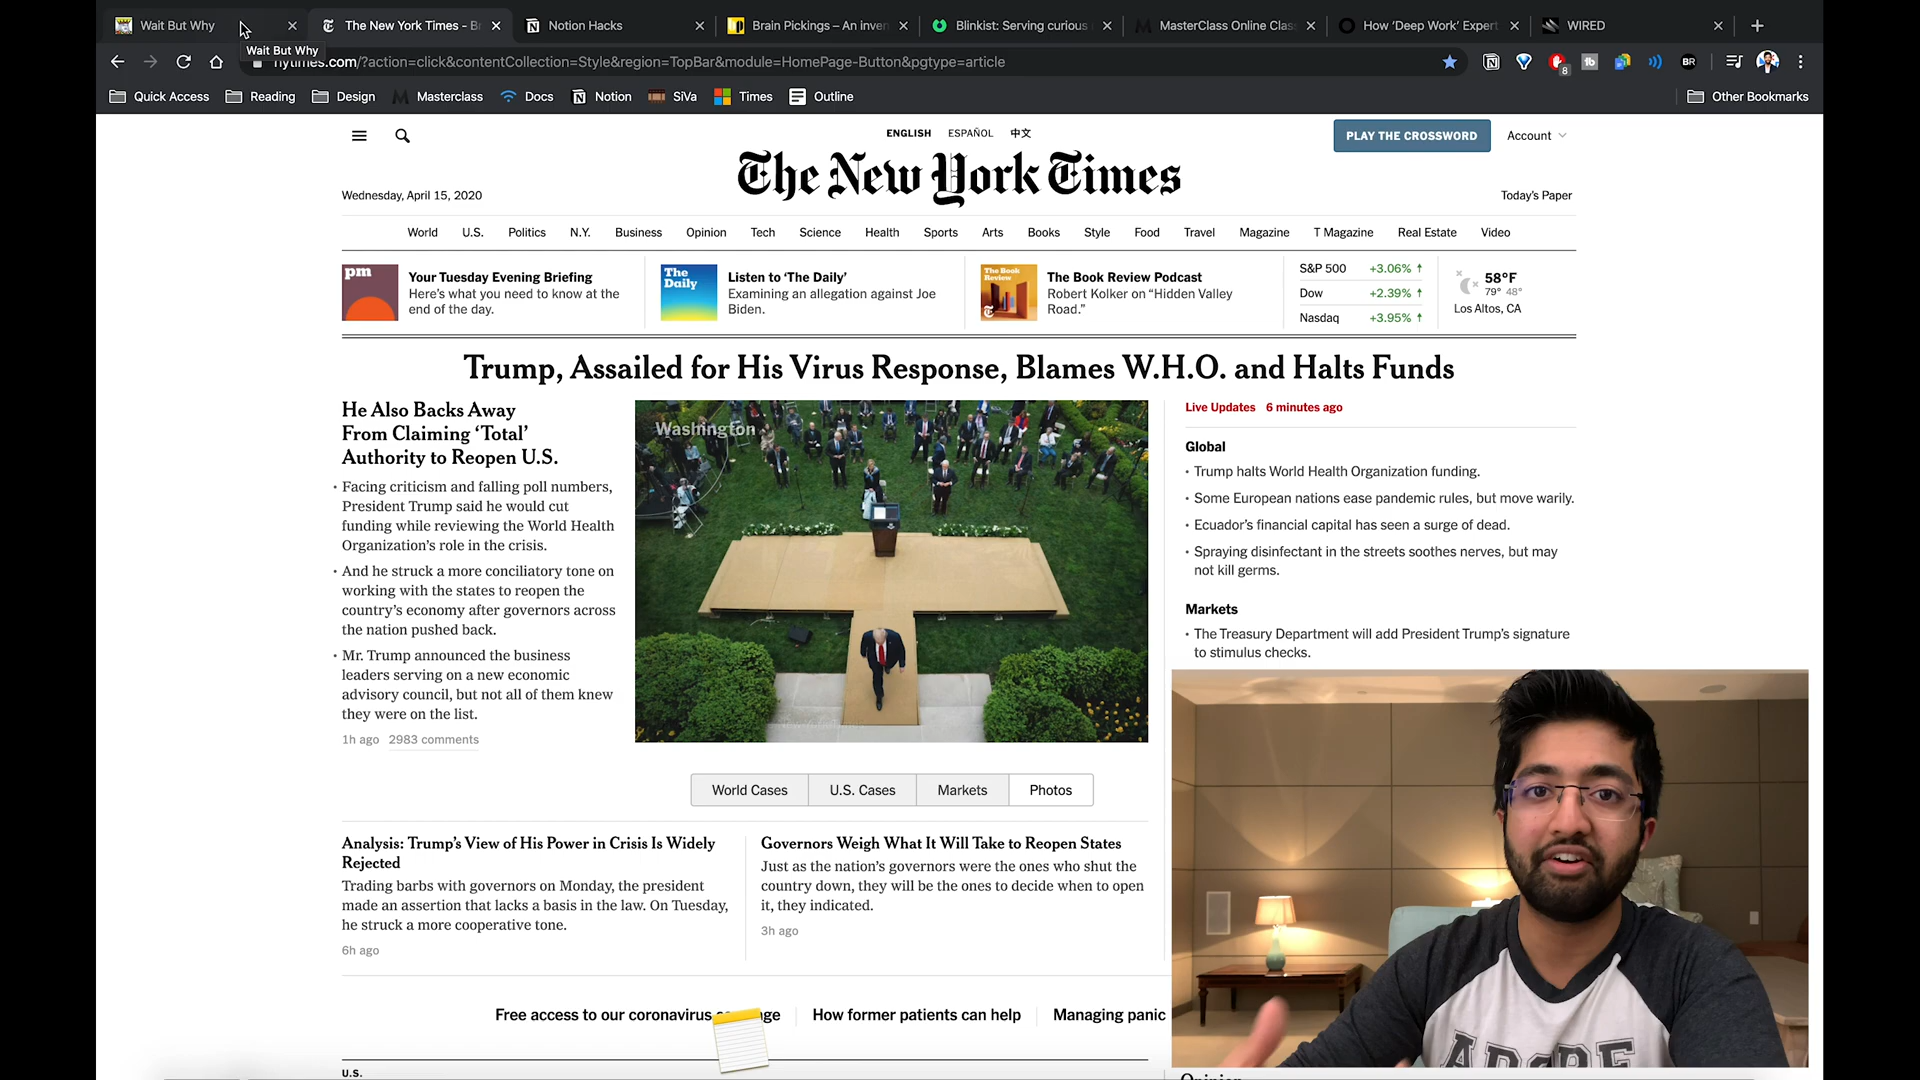 Wait But Why
The New York Times - Br
Notion Hacks
Brain Pickings – An inven
Blinkist: Serving curious
MasterClass Online Clas
How ‘Deep Work’ Expert
WIRED
Wait But Why
nytimes.com/?action=click&contentCollection=Style&region=TopBar&module=HomePage-Button&pgtype=article
8
BR
Quick Access
Reading
Design
Masterclass
Docs
Notion
SiVa
Times
Outline
Other Bookmarks
ENGLISH ESPAÑOL 中文
PLAY THE CROSSWORD
Account
The New York Times
Wednesday, April 15, 2020
Today’s Paper
World U.S. Politics N.Y. Business Opinion Tech Science Health Sports Arts Books Style Food Travel Magazine T Magazine Real Estate Video
pm
Your Tuesday Evening Briefing
Here’s what you need to know at the
end of the day.
The
Daily
Listen to ‘The Daily’
Examining an allegation against Joe
Biden.
The Book
Review
The Book Review Podcast
Robert Kolker on “Hidden Valley
Road.”
S&P 500 +3.06%
Dow +2.39%
Nasdaq +3.95%
58°F
79° 48°
Los Altos, CA
Trump, Assailed for His Virus Response, Blames W.H.O. and Halts Funds
He Also Backs Away
From Claiming ‘Total’
Authority to Reopen U.S.
• Facing criticism and falling poll numbers,
President Trump said he would cut
funding while reviewing the World Health
Organization’s role in the crisis.
• And he struck a more conciliatory tone on
working with the states to reopen the
country’s economy after governors across
the nation pushed back.
• Mr. Trump announced the business
leaders serving on a new economic
advisory council, but not all of them knew
they were on the list.
1h ago 2983 comments
Washington
Live Updates 6 minutes ago
Global
• Trump halts World Health Organization funding.
• Some European nations ease pandemic rules, but move warily.
• Ecuador’s financial capital has seen a surge of dead.
• Spraying disinfectant in the streets soothes nerves, but may
not kill germs.
Markets
• The Treasury Department will add President Trump’s signature
to stimulus checks.
World Cases
U.S. Cases
Markets
Photos
Analysis: Trump’s View of His Power in Crisis Is Widely
Rejected
Trading barbs with governors on Monday, the president
made an assertion that lacks a basis in the law. On Tuesday,
he struck a more cooperative tone.
6h ago
Governors Weigh What It Will Take to Reopen States
Just as the nation’s governors were the ones who shut the
country down, they will be the ones to decide when to open
it, they indicated.
3h ago
Free access to our coronavirus
How former patients can help
Managing panic
U.S.
Opinion